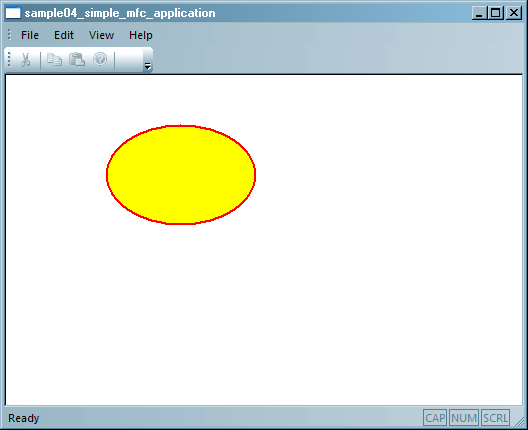 sample04_simple_mfc_application
File Edit View Help
Ready CAP NUM SCRL